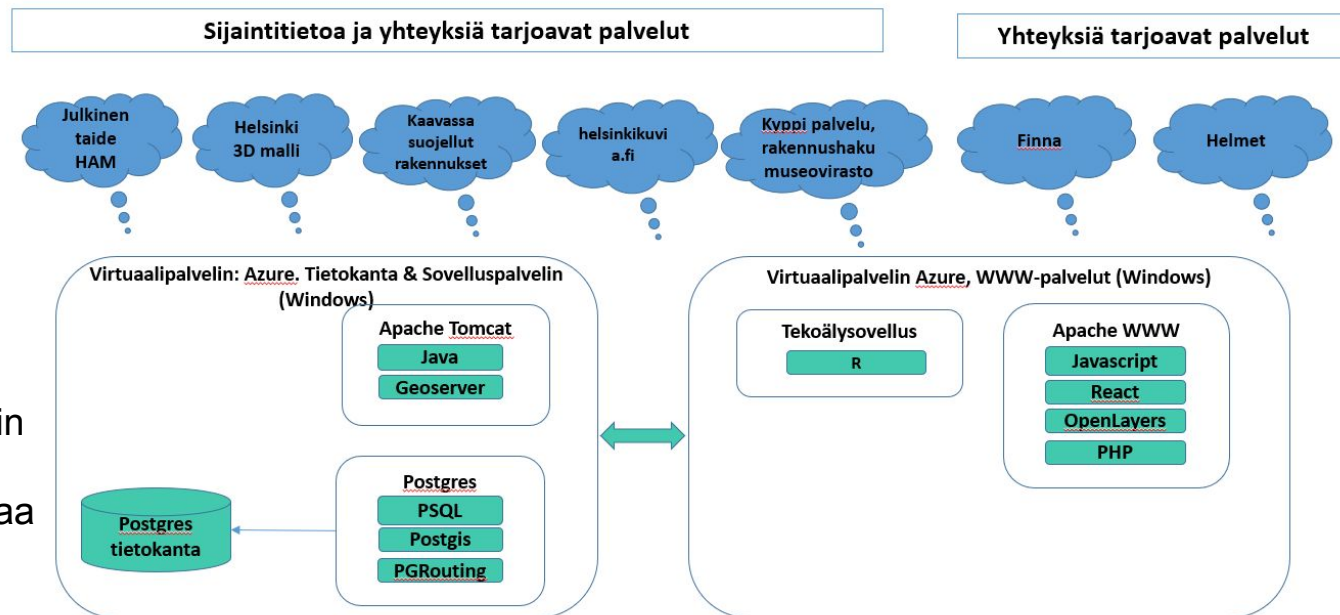 Sijaintitietoa ja yhteyksiä tarjoavat palvelut
Yhteyksiä tarjoavat palvelut
Julkinen
taide
HAM
Helsinki
3D malli
Kaavassa
suojellut
rakennukset
helsinkikuvi
a.fi
Kyppi palvelu,
rakennushaku
museovirasto
Finna
Helmet
Virtuaalipalvelin: Azure. Tietokanta & Sovelluspalvelin
(Windows)
Apache Tomcat
Java
Geoserver
Postgres
PSQL
Postgis
PGRouting
Postgres
tietokanta
Virtuaalipalvelin Azure, WWW-palvelut (Windows)
Tekoälysovellus
R
Apache WWW
Javascript
React
OpenLayers
PHP
in
aa